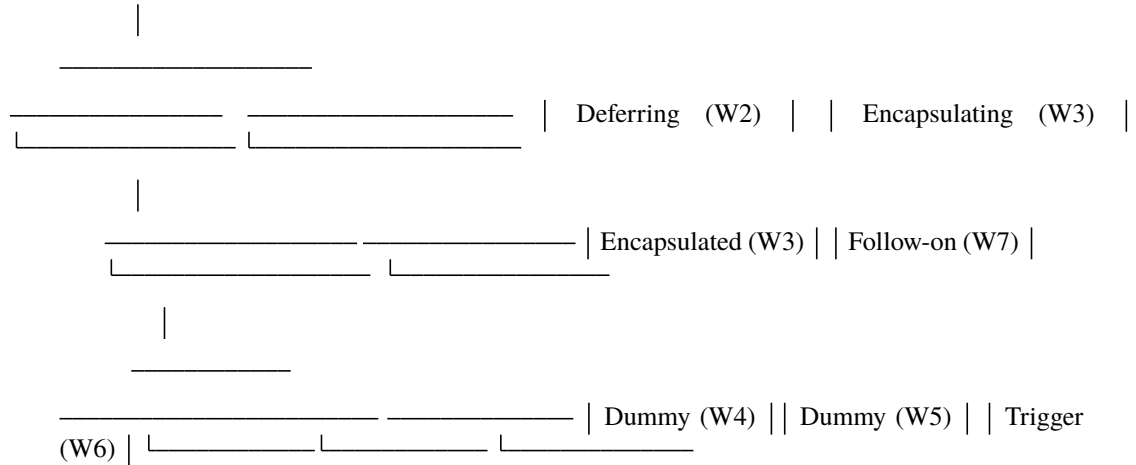 | Deferring (W2) | | Encapsulating (W3) |
| Encapsulated (W3) | | Follow-on (W7) |
| Dummy (W4) | | Dummy (W5) | | Trigger
(W6) |